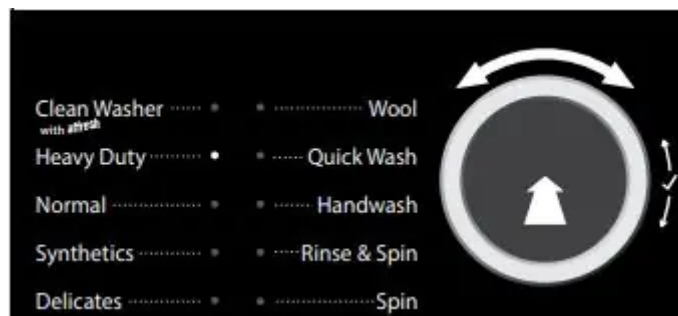 Clean Washer
with affresh
Heavy Duty
Normal
Synthetics
Delicates
Wool
Quick Wash
Handwash
Rinse & Spin
Spin